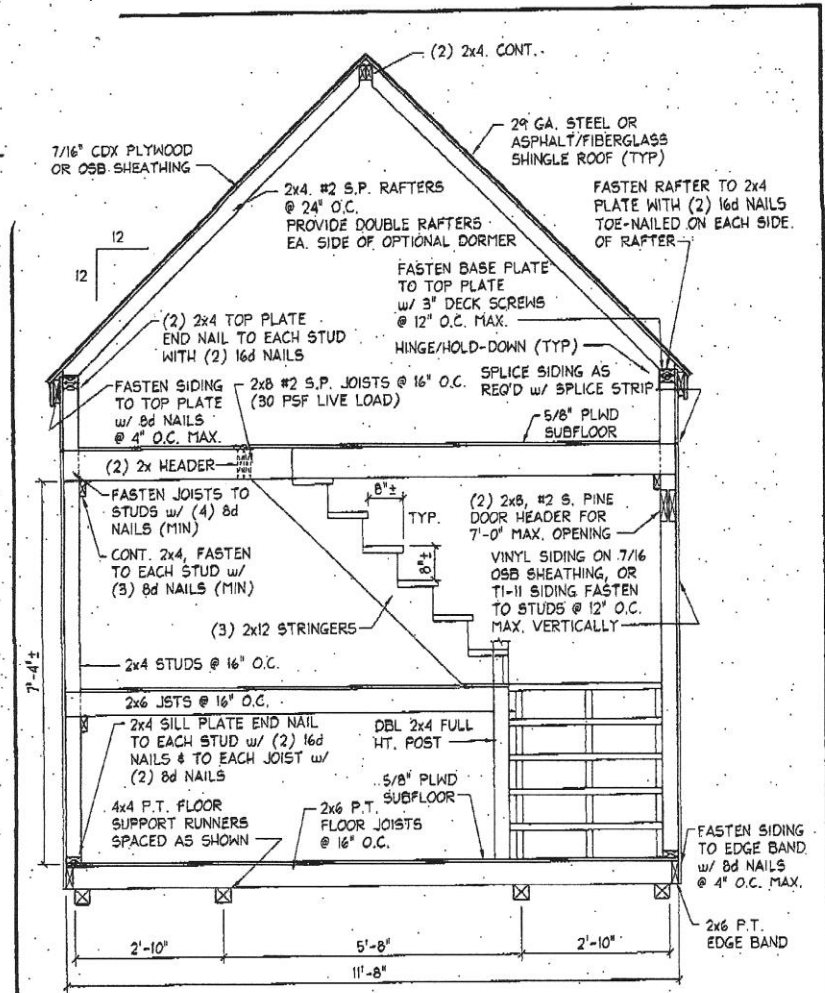 (2) 2x4. CONT.
7/16" CDX PLYWOOD
OR OSB SHEATHING
29 GA. STEEL OR
ASPHALT/FIBERGLASS
SHINGLE ROOF (TYP)
2x4. #2 S.P. RAFTERS
@ 24" O.C.
PROVIDE DOUBLE RAFTERS
EA. SIDE OF OPTIONAL DORMER
FASTEN RAFTER TO 2x4
PLATE WITH (2) 16d NAILS
TOE-NAILED ON EACH SIDE
OF RAFTER
12
12
FASTEN BASE PLATE
TO TOP PLATE
w/ 3" DECK SCREWS
@ 12" O.C. MAX.
(2) 2x4 TOP PLATE
END NAIL TO EACH STUD
WITH (2) 16d NAILS
HINGE/HOLD-DOWN (TYP)
FASTEN SIDING
TO TOP PLATE
w/ 8d NAILS
@ 4" O.C. MAX.
2x8 #2 S.P. JOISTS @ 16" O.C.
(30 PSF LIVE LOAD)
SPLICE SIDING AS
REQ'D w/ SPLICE STRIP
5/8" PLWD
SUBFLOOR
(2) 2x HEADER
FASTEN JOISTS TO
STUDS w/ (4) 8d
NAILS (MIN)
8"±
TYP.
8"±
(2) 2x8, #2 S. PINE
DOOR HEADER FOR
7'-0" MAX. OPENING
CONT. 2x4, FASTEN
TO EACH STUD w/
(3) 8d NAILS (MIN)
VINYL SIDING ON 7/16
OSB SHEATHING, OR
T1-11 SIDING FASTEN
TO STUDS @ 12" O.C.
MAX. VERTICALLY
(3) 2x12 STRINGERS
7'-4"±
2x4 STUDS @ 16" O.C.
2x6 JSTS @ 16" O.C.
2x4 SILL PLATE END NAIL
TO EACH STUD w/ (2) 16d
NAILS & TO EACH JOIST w/
(2) 8d NAILS
DBL 2x4 FULL
HT. POST
5/8" PLWD
SUBFLOOR
4x4 P.T. FLOOR
SUPPORT RUNNERS
SPACED AS SHOWN
2x6 P.T.
FLOOR JOISTS
@ 16" O.C.
FASTEN SIDING
TO EDGE BAND
w/ 8d NAILS
@ 4" O.C. MAX.
2x6 P.T.
EDGE BAND
2'-10"
5'-8"
2'-10"
11'-8"